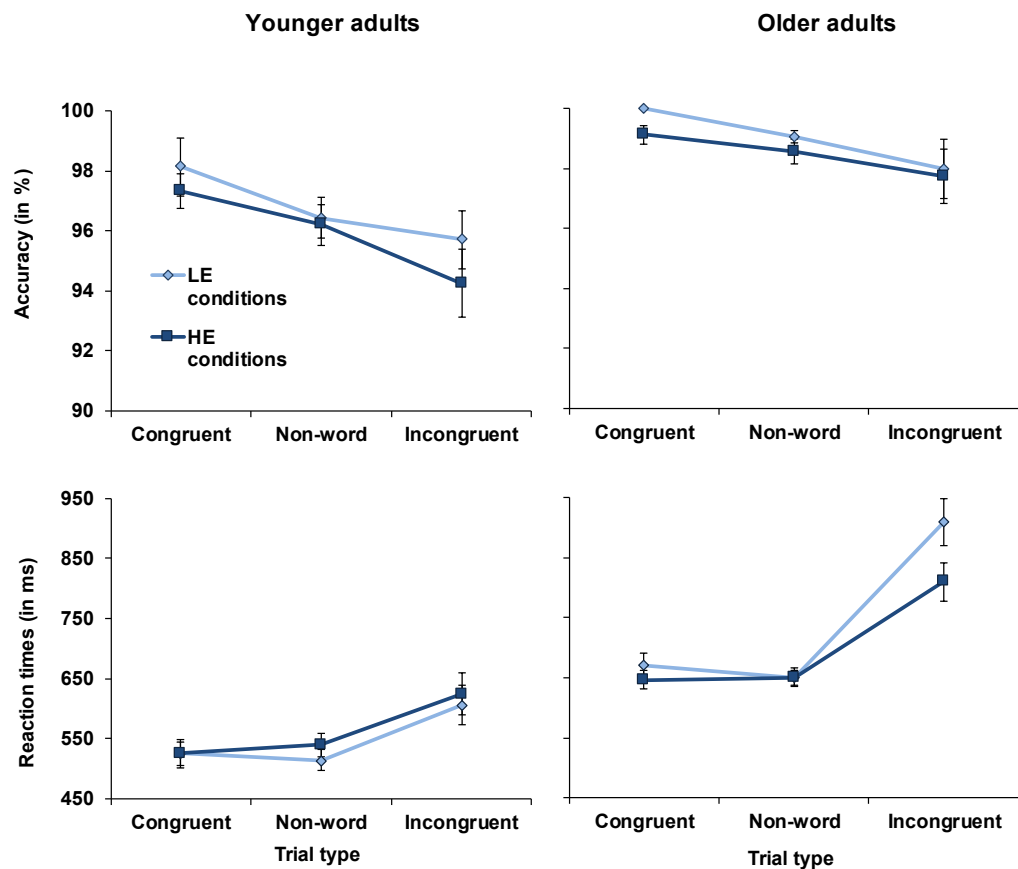 Younger adults
Older adults
Accuracy (in %)
100
98
96
94
92
90
LE
conditions
HE
conditions
Congruent
Non-word
Incongruent
Congruent
Non-word
Incongruent
Reaction times (in ms)
950
850
750
650
550
450
Congruent
Non-word
Incongruent
Trial type
Congruent
Non-word
Incongruent
Trial type